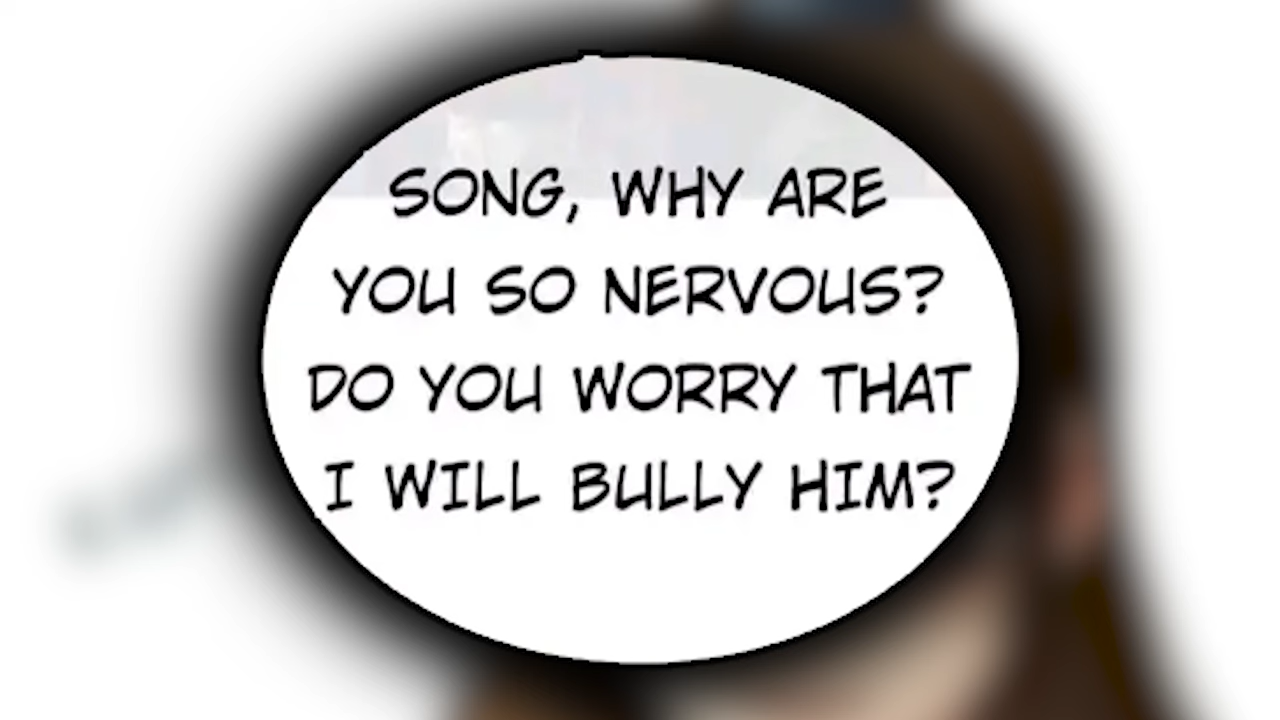 SONG, WHY ARE
YOU SO NERVOUS?
DO YOU WORRY THAT
I WILL BULLY HIM?